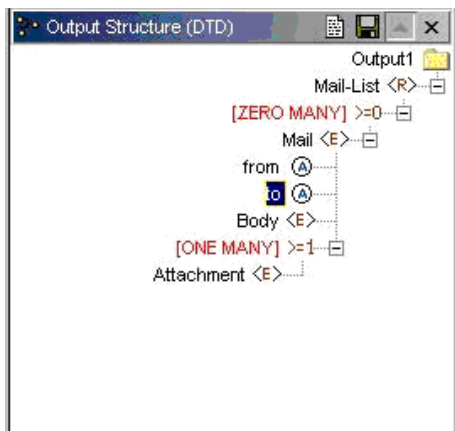 Output Structure (DTD)
Output1
Mail-List <R>
[ZERO MANY] >=0
Mail <E>
from A
to A
Body <E>
[ONE MANY] >=1
Attachment <E>